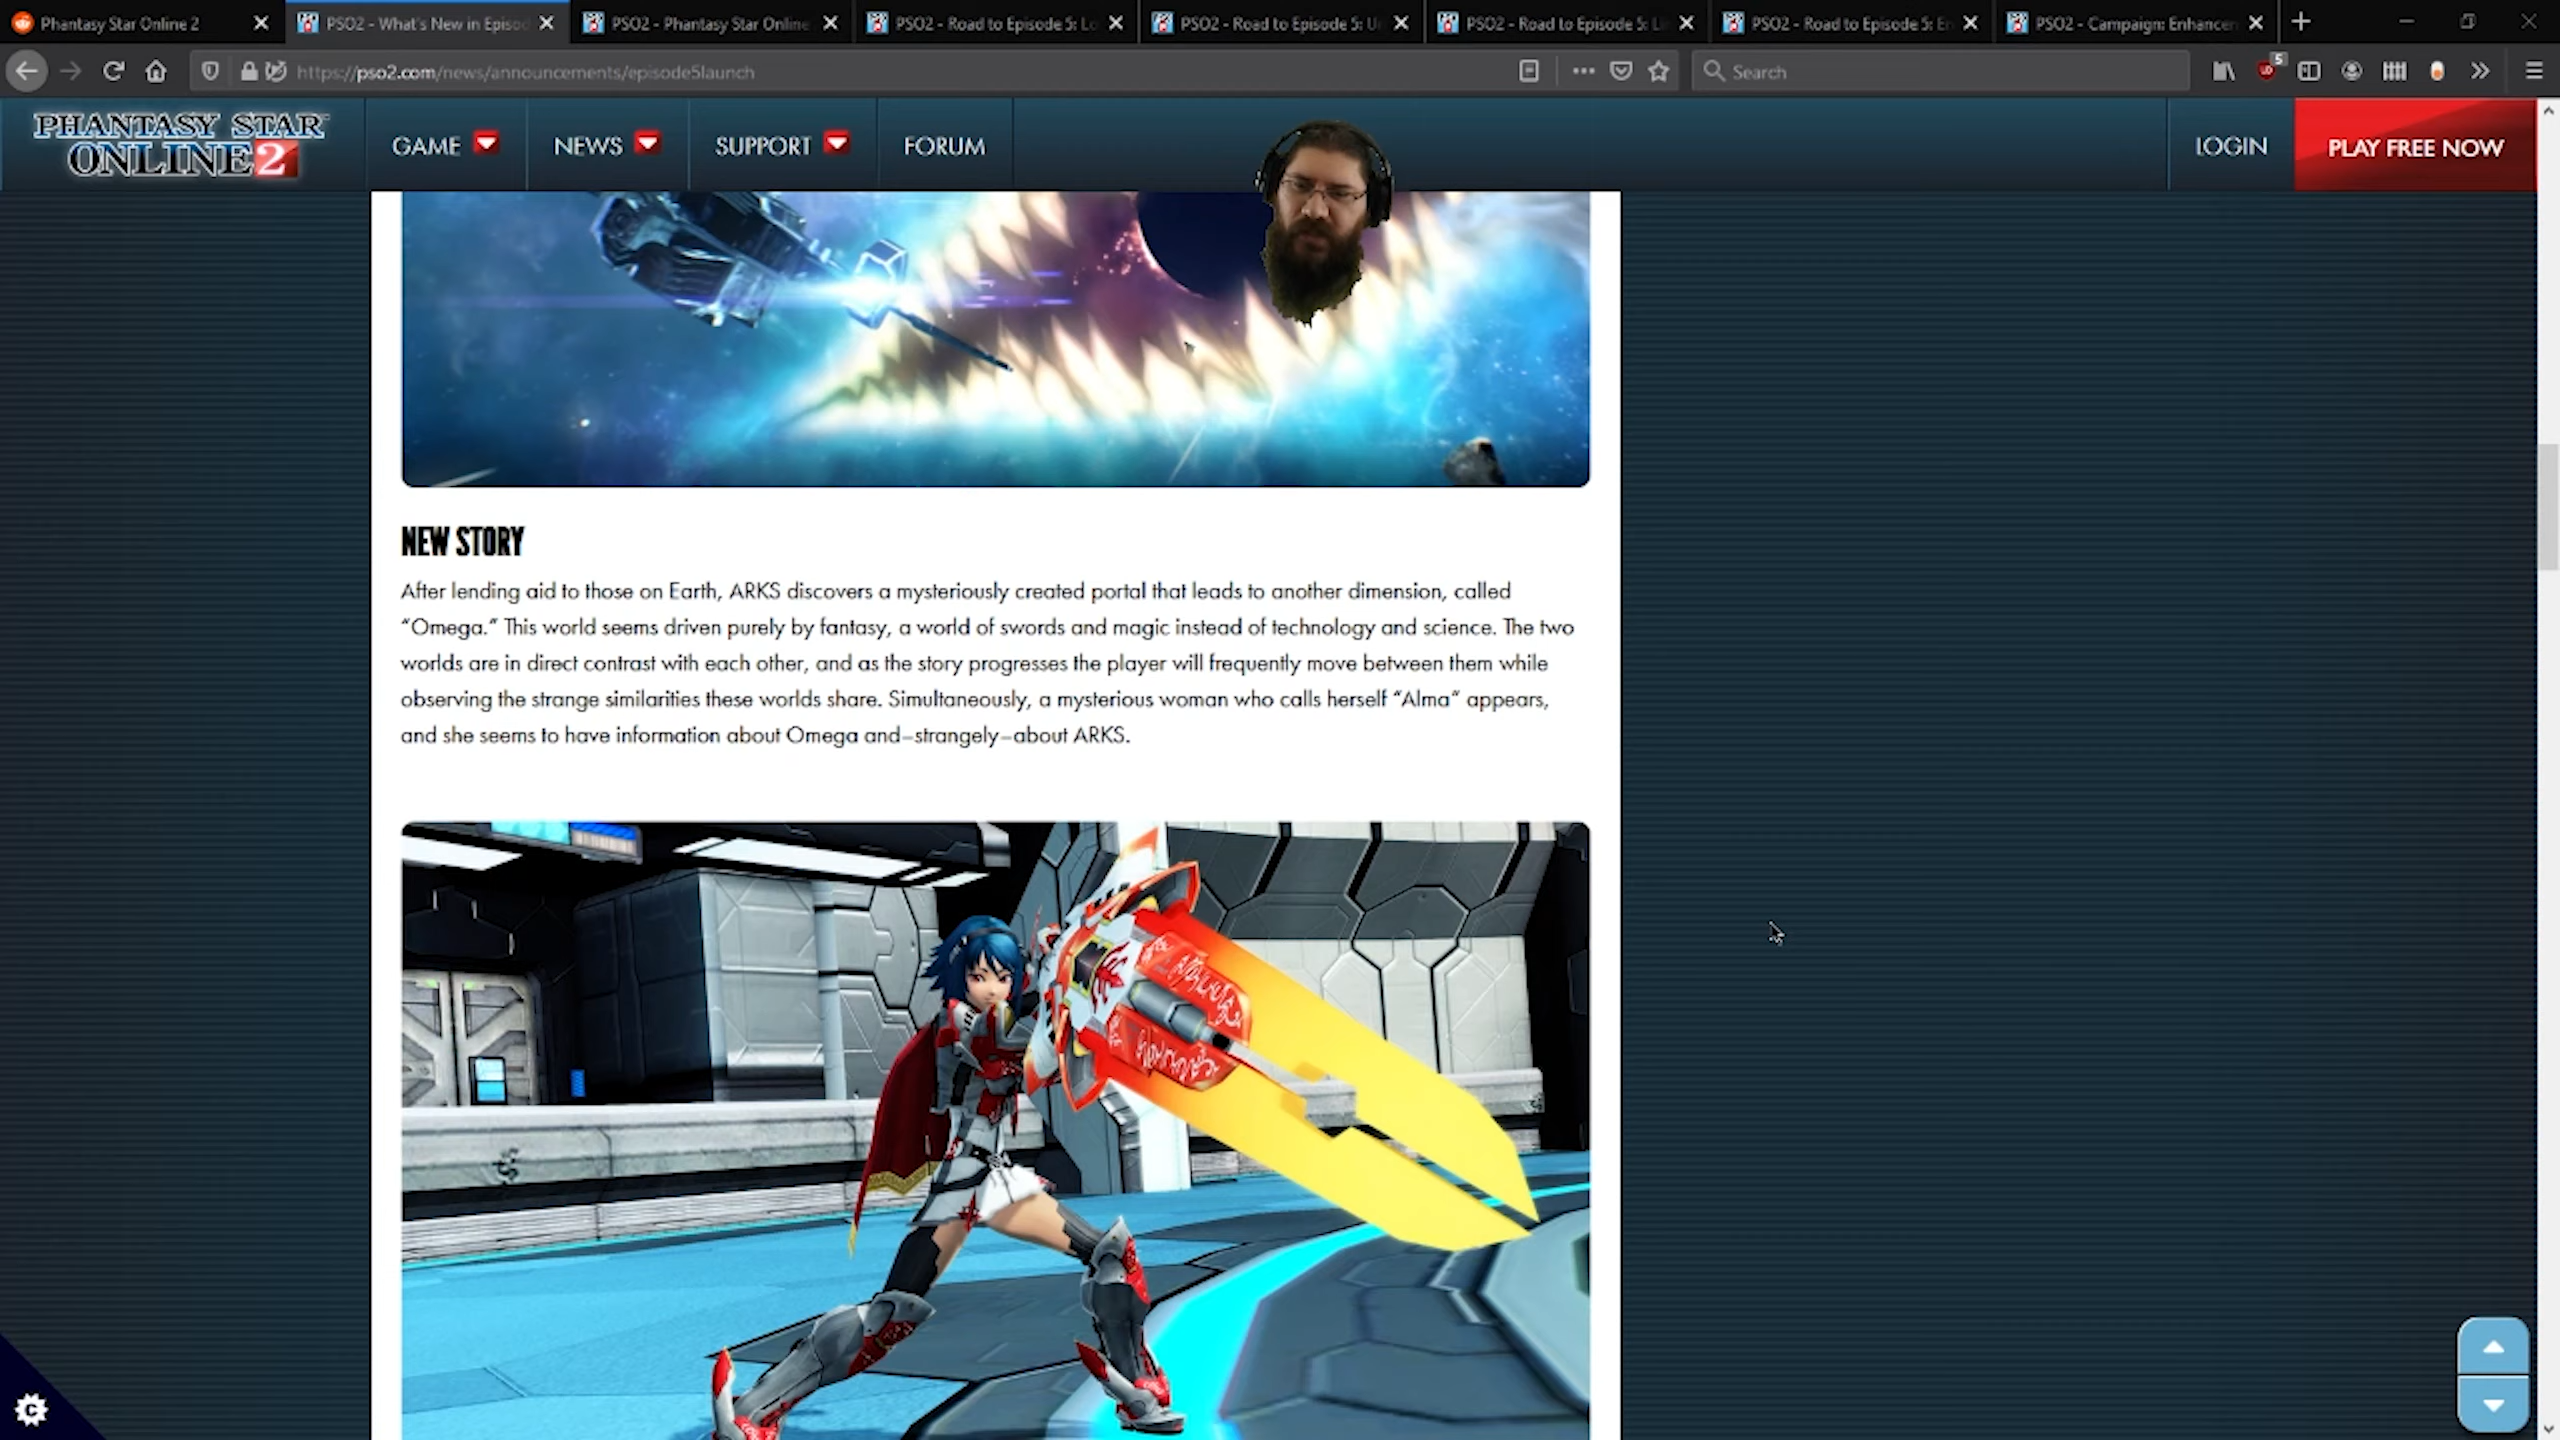 Phantasy Star Online 2
PSO2 - What's New in Episod
PSO2 - Phantasy Star Online
PSO2 - Road to Episode 5: Lo
PSO2 - Road to Episode 5: U
PSO2 - Road to Episode 5: Li
PSO2 - Road to Episode 5: En
PSO2 - Campaign: Enhancem
https://pso2.com/news/announcements/episode5launch
Search
5
PHANTASY STAR
ONLINE 2
GAME
NEWS
SUPPORT
FORUM
LOGIN
PLAY FREE NOW
NEW STORY
After lending aid to those on Earth, ARKS discovers a mysteriously created portal that leads to another dimension, called
“Omega.” This world seems driven purely by fantasy, a world of swords and magic instead of technology and science. The two
worlds are in direct contrast with each other, and as the story progresses the player will frequently move between them while
observing the strange similarities these worlds share. Simultaneously, a mysterious woman who calls herself “Alma” appears,
and she seems to have information about Omega and–strangely–about ARKS.